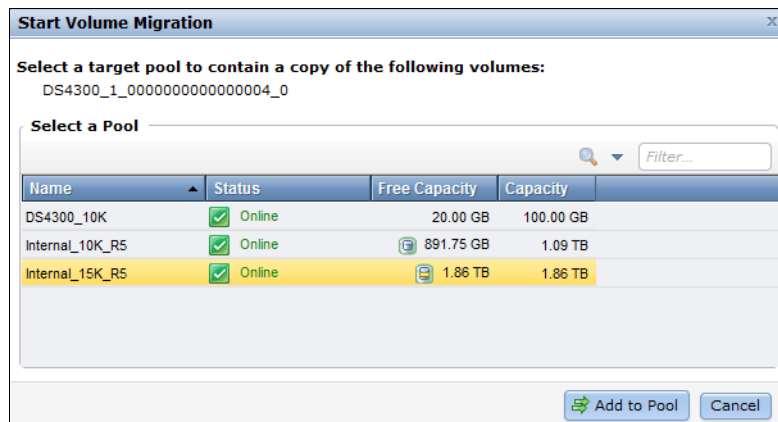 Start Volume Migration x
Select a target pool to contain a copy of the following volumes:
DS4300_1_0000000000000004_0
Select a Pool
Filter...
Name Status Free Capacity Capacity
DS4300_10K Online 20.00 GB 100.00 GB
Internal_10K_R5 Online 891.75 GB 1.09 TB
Internal_15K_R5 Online 1.86 TB 1.86 TB
Add to Pool Cancel